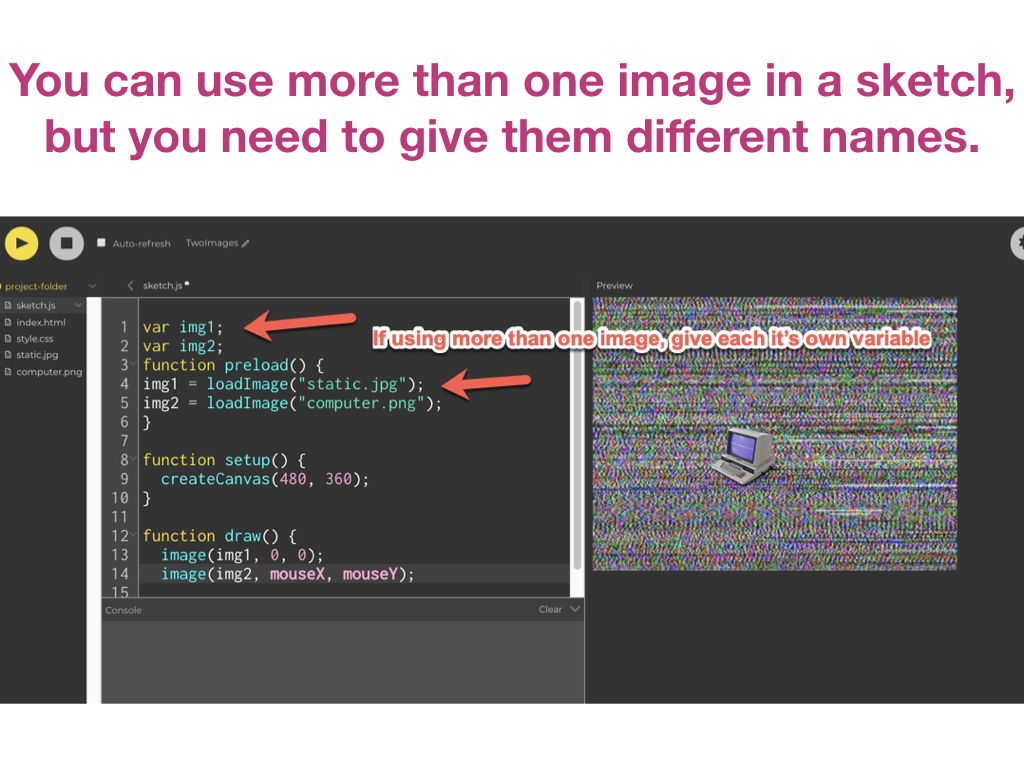 You can use more than one image in a sketch,
but you need to give them different names.
Auto-refresh TwoImages
project-folder
sketch.js
index.html
style.css
static.jpg
computer.png
sketch.js
1 var img1;
2 var img2;
3 function preload() {
4 img1 = loadImage("static.jpg");
5 img2 = loadImage("computer.png");
6 }
7
8 function setup() {
9 createCanvas(480, 360);
10 }
11
12 function draw() {
13 image(img1, 0, 0);
14 image(img2, mouseX, mouseY);
15
Console Clear
Preview
If using more than one image, give each it's own variable